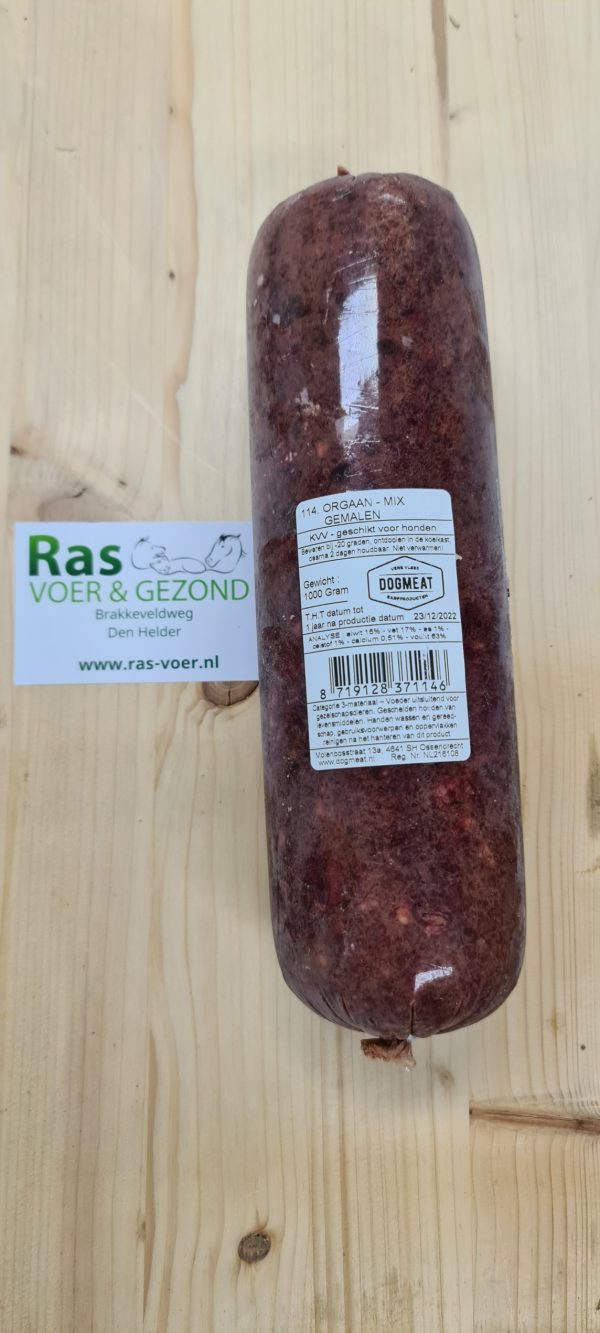 Ras
VOER & GEZOND
Brakkeveldweg
Den Helder
www.ras-voer.nl
114. ORGAAN - MIX
GEMALEN
KVV - geschikt voor honden
Bewaren bij -20 graden, ontdooien in de koelkast,
daarna 2 dagen houdbaar. Niet verwarmen!
Gewicht :
1000 Gram
VERS VLEES
DOGMEAT
BARFPRODUCTEN
T.H.T datum tot
1 jaar na productie datum 23/12/2022
ANALYSE : eiwit 16% - vet 17% - as 1% -
celstof 1% - calcium 0,51% - vocht 63%
8 719128 371146
Categorie 3-materiaal – Voeder uitsluitend voor
gezelschapsdieren. Gescheiden houden van
levensmiddelen. Handen wassen en gereed-
schap, gebruiksvoorwerpen en oppervlakken
reinigen na het hanteren van dit product
Molenbosstraat 13a, 4641 SH Ossendrecht
www.dogmeat.nl Reg. Nr. NL216108